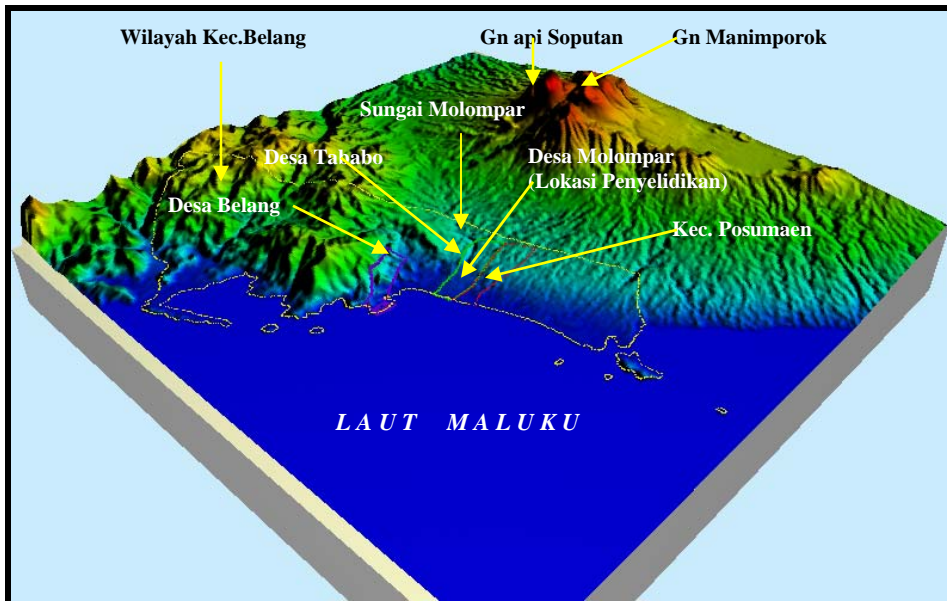 Wilayah Kec.Belang
Gn api Soputan
Gn Manimporok
Sungai Molompar
Desa Tababo
Desa Molompar
(Lokasi Penyelidikan)
Desa Belang
Kec. Posumaen
LAUT MALUKU